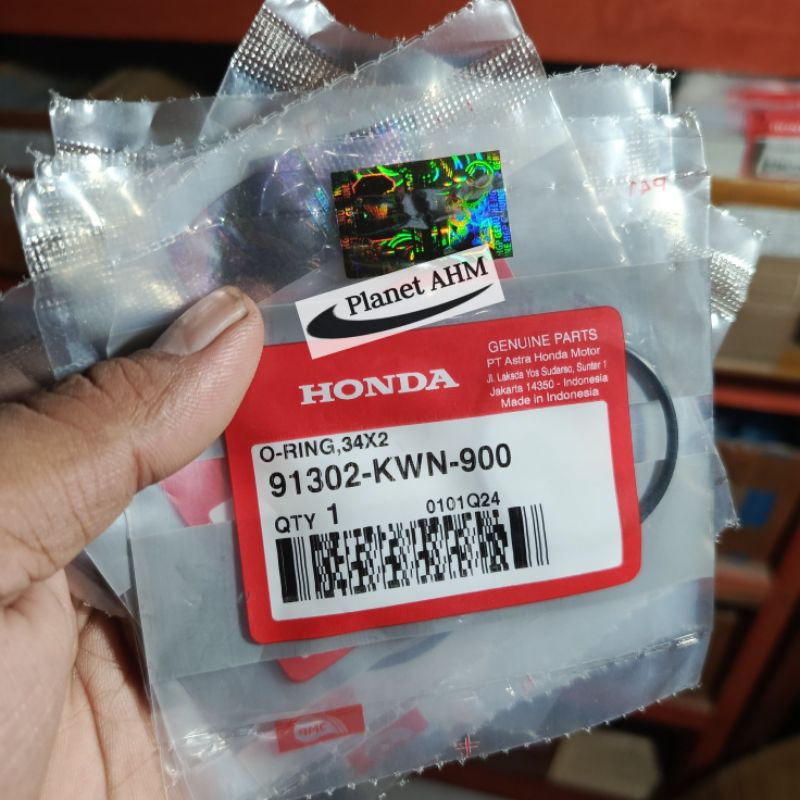 Planet AHM
HONDA
GENUINE PARTS
PT Astra Honda Motor
Jl. Laksda Yos Sudarso, Sunter 1
Jakarta 14350 - Indonesia
Made in Indonesia
O-RING,34X2
91302-KWN-900
QTY 1
0101Q24